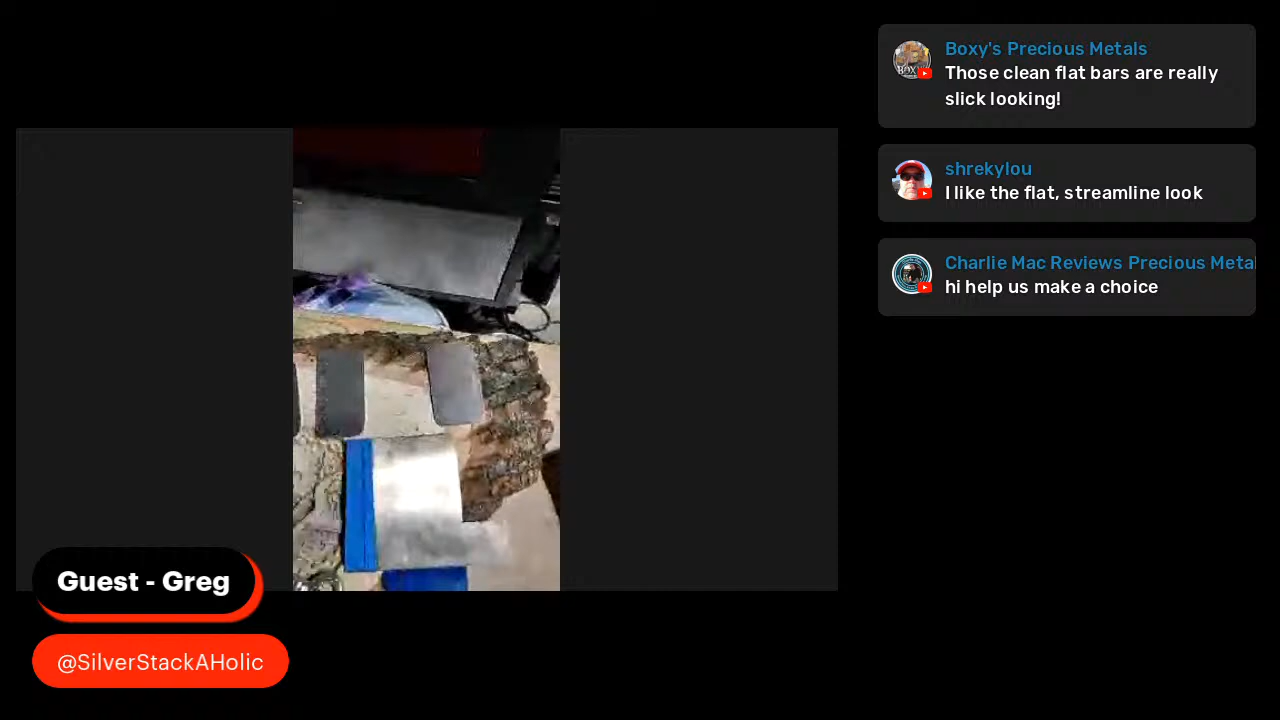 Boxy's Precious Metals
Those clean flat bars are really
slick looking!
shrekylou
I like the flat, streamline look
Charlie Mac Reviews Precious Metal
hi help us make a choice
Guest - Greg
@SilverStackAHolic